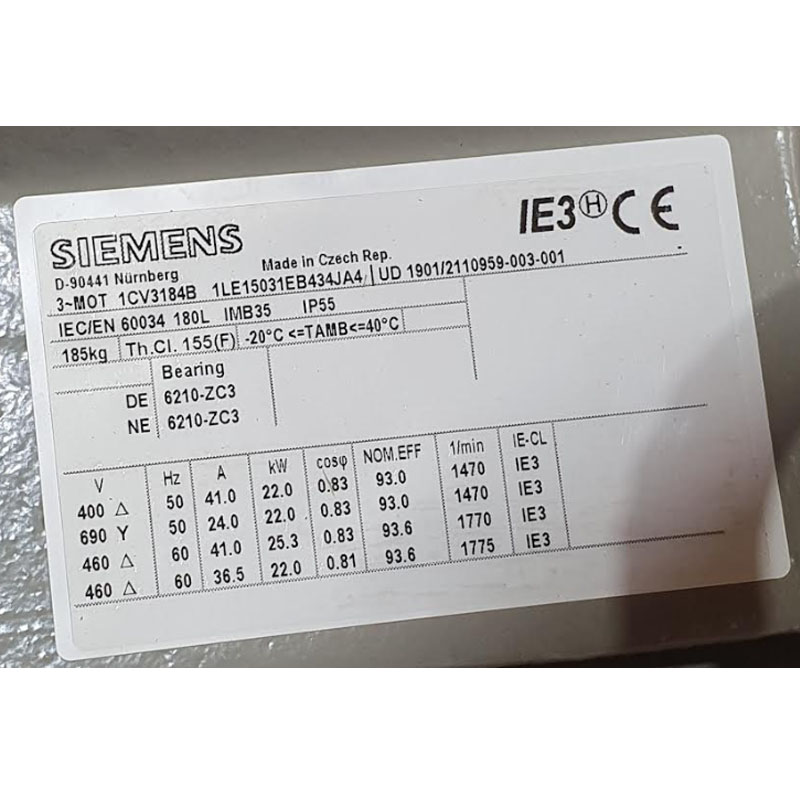 SIEMENS
IE3 Ⓗ CE
D-90441 Nürnberg Made in Czech Rep.
3~MOT 1CV3184B 1LE15031EB434JA4 UD 1901/2110959-003-001
IEC/EN 60034 180L IMB35 IP55
185kg Th.Cl. 155(F) -20°C <=TAMB<=40°C
Bearing
DE 6210-ZC3
NE 6210-ZC3
V Hz A kW cosφ NOM.EFF 1/min IE-CL
400 Δ 50 41.0 22.0 0.83 93.0 1470 IE3
690 Y 50 24.0 22.0 0.83 93.0 1470 IE3
460 Δ 60 41.0 25.3 0.83 93.6 1770 IE3
460 Δ 60 36.5 22.0 0.81 93.6 1775 IE3